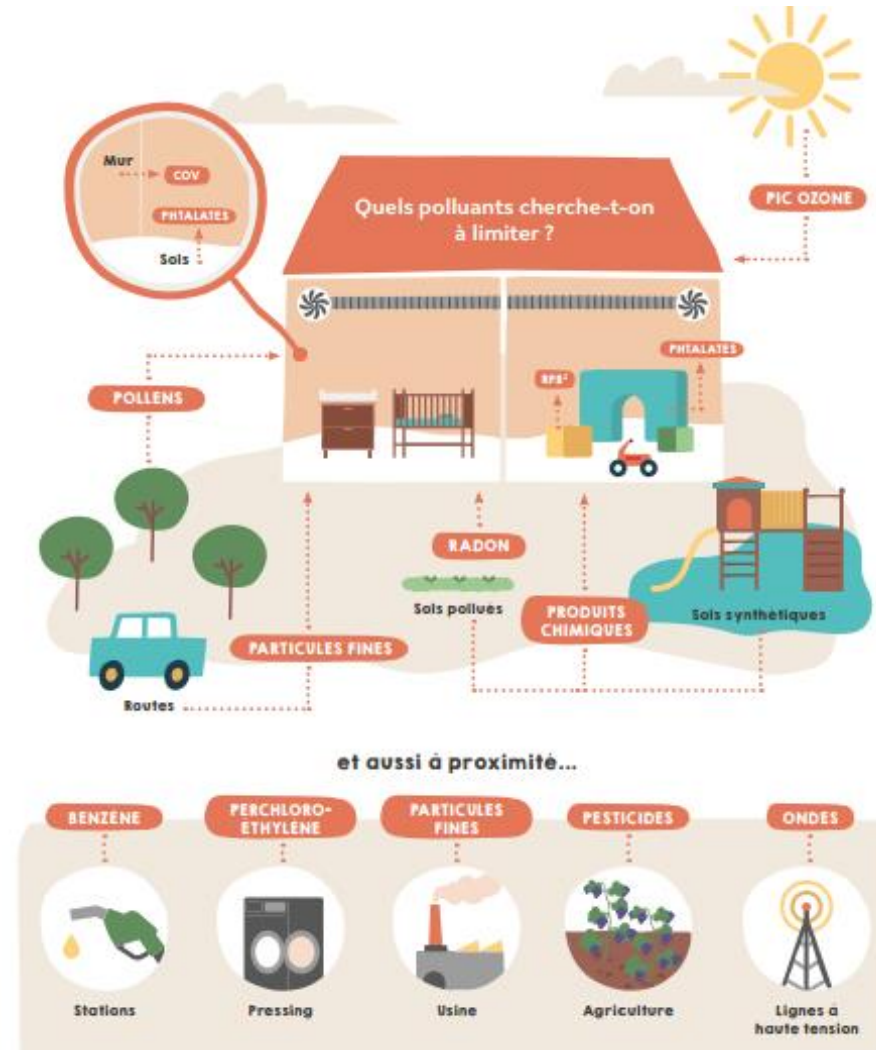 Mur
COV
PHTALATES
Sols
Quels polluants cherche-t-on
à limiter ?
PIC OZONE
PHTALATES
RFB²
POLLENS
RADON
Sols pollués
PRODUITS
CHIMIQUES
Sols synthétiques
PARTICULES FINES
Routes
et aussi à proximité...
BENZÈNE
PERCHLORO-
ETHYLÈNE
PARTICULES
FINES
PESTICIDES
ONDES
Stations
Pressing
Usine
Agriculture
Lignes à
haute tension